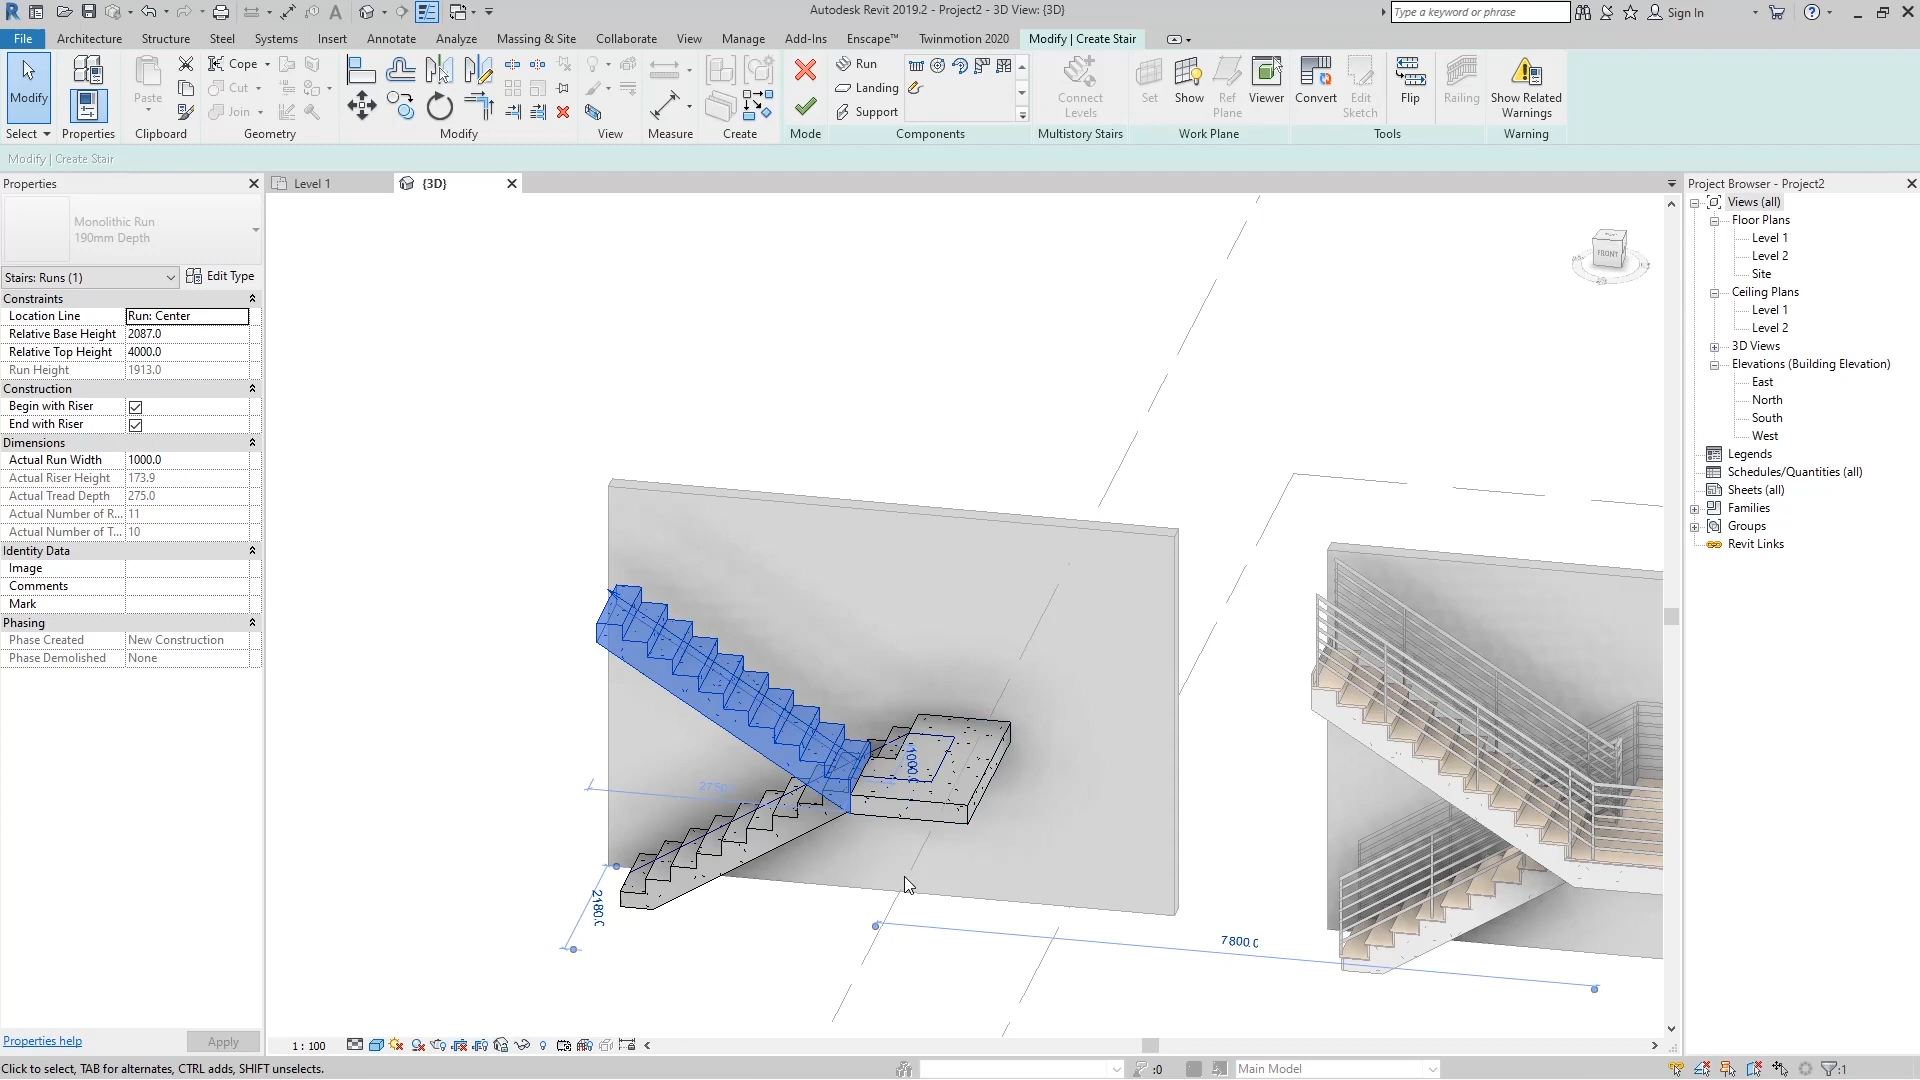 Autodesk Revit 2019.2 - Project2 - 3D View: {3D}
Type a keyword or phrase
Sign In
File Architecture Structure Steel Systems Insert Annotate Analyze Massing & Site Collaborate View Manage Add-Ins Enscape™ Twinmotion 2020 Modify | Create Stair
Modify
Paste
Cope
Cut
Join
Run
Landing
Support
Connect Levels
Set
Show
Ref Plane
Viewer
Convert
Edit Sketch
Flip
Railing
Show Related Warnings
Select Properties Clipboard Geometry Modify View Measure Create Mode Components Multistory Stairs Work Plane Tools Warning
Modify | Create Stair
Properties
Monolithic Run
190mm Depth
Stairs: Runs (1)
Edit Type
Constraints
Location Line Run: Center
Relative Base Height 2087.0
Relative Top Height 4000.0
Run Height 1913.0
Construction
Begin with Riser
End with Riser
Dimensions
Actual Run Width 1000.0
Actual Riser Height 173.9
Actual Tread Depth 275.0
Actual Number of R... 11
Actual Number of T... 10
Identity Data
Image
Comments
Mark
Phasing
Phase Created New Construction
Phase Demolished None
Properties help
Apply
Level 1
{3D}
FRONT
2180.0
7800.0
1 : 100
Project Browser - Project2
Views (all)
Floor Plans
Level 1
Level 2
Site
Ceiling Plans
Level 1
Level 2
3D Views
Elevations (Building Elevation)
East
North
South
West
Legends
Schedules/Quantities (all)
Sheets (all)
Families
Groups
Revit Links
Click to select, TAB for alternates, CTRL adds, SHIFT unselects.
:0
Main Model
:1